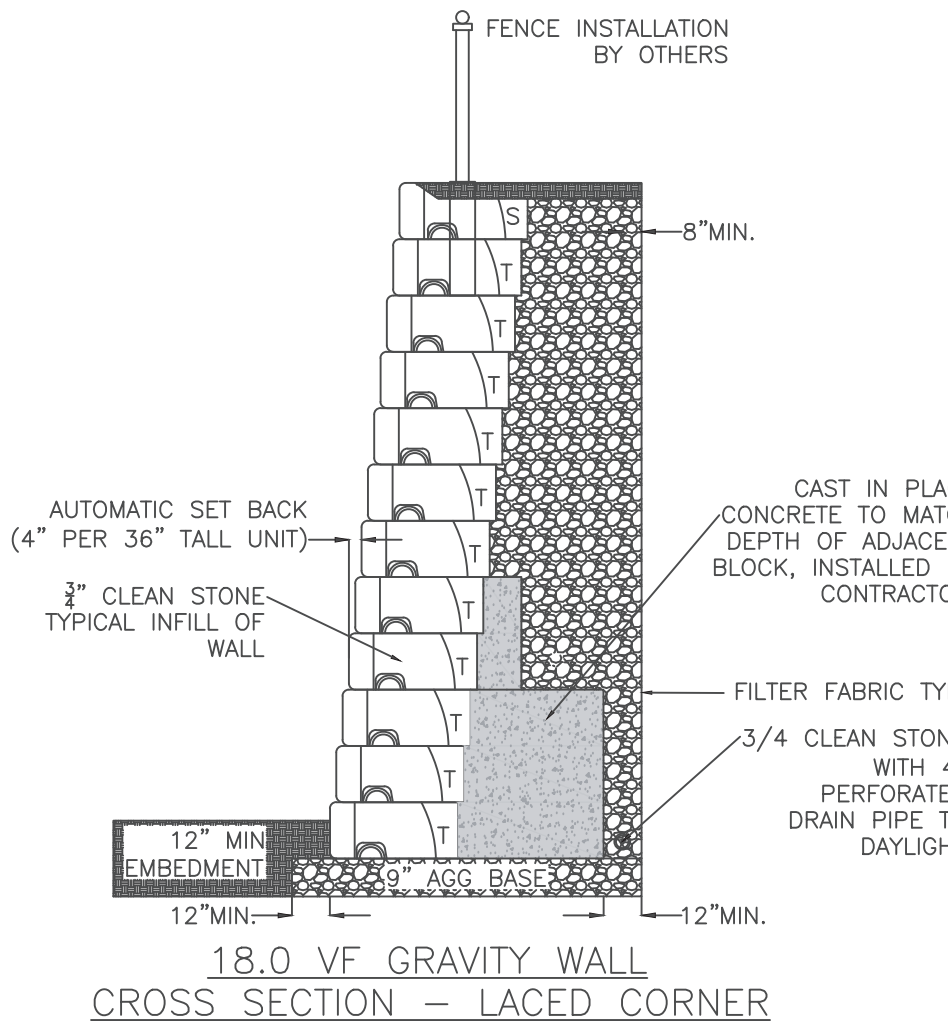 FENCE INSTALLATION
BY OTHERS
S
8"MIN.
T
T
T
T
T
AUTOMATIC SET BACK
(4" PER 36" TALL UNIT)
T
CAST IN PLA
CONCRETE TO MATC
DEPTH OF ADJACE
BLOCK, INSTALLED
CONTRACTO
3/4" CLEAN STONE
TYPICAL INFILL OF
WALL
T
T
FILTER FABRIC TY
T
3/4 CLEAN STON
WITH 4
PERFORATE
DRAIN PIPE T
DAYLIGH
T
T
12" MIN
EMBEDMENT
9" AGG BASE
12"MIN.
12"MIN.
18.0 VF GRAVITY WALL
CROSS SECTION – LACED CORNER